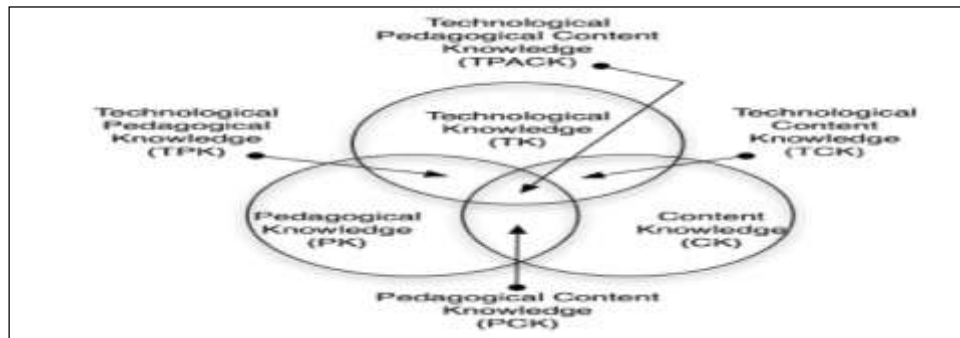 Technological
Pedagogical Content
Knowledge
(TPACK)
Technological
Pedagogical
Knowledge
(TPK)
Technological
Knowledge
(TK)
Technological
Content
Knowledge
(TCK)
Pedagogical
Knowledge
(PK)
Content
Knowledge
(CK)
Pedagogical Content
Knowledge
(PCK)